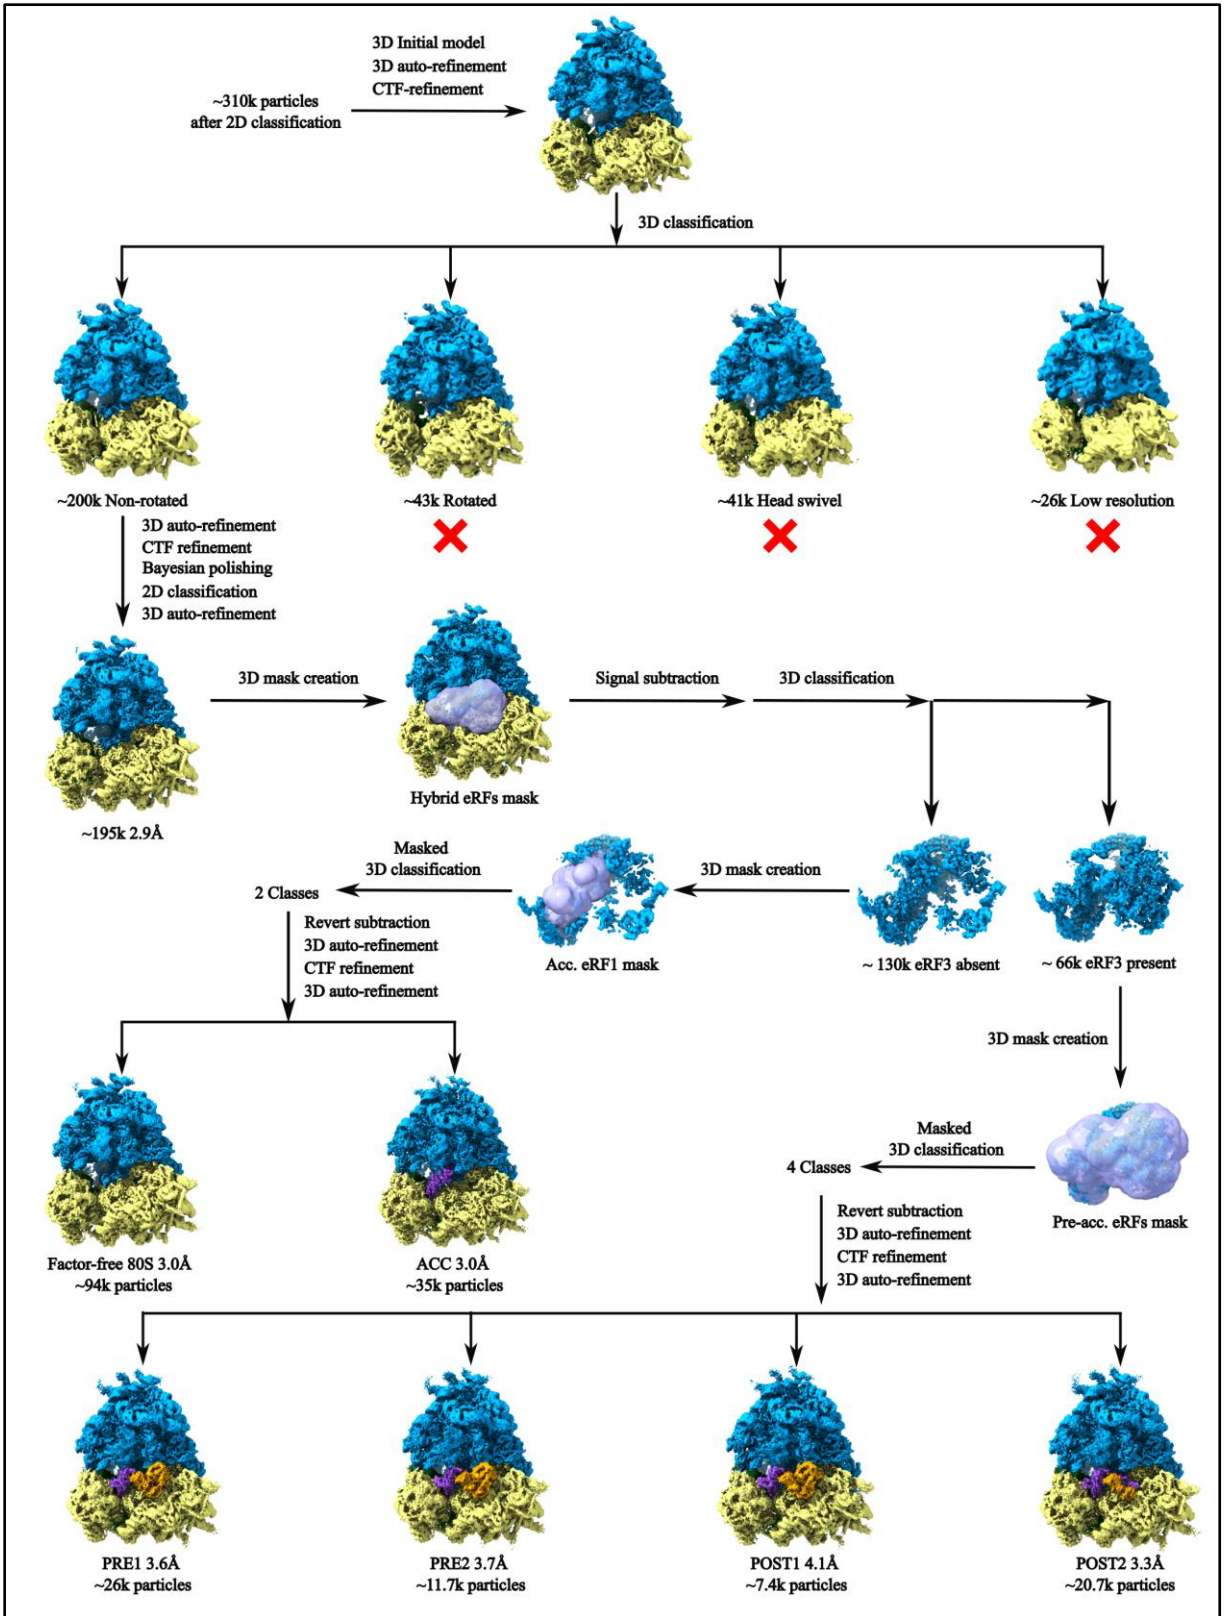 3D Initial model
3D auto-refinement
CTF-refinement
~310k particles
after 2D classification
3D classification
~200k Non-rotated
~43k Rotated
~41k Head swivel
~26k Low resolution
3D auto-refinement
CTF refinement
Bayesian polishing
2D classification
3D auto-refinement
3D mask creation
Signal subtraction
3D classification
Hybrid eRFs mask
~195k 2.9Å
Masked
3D classification
3D mask creation
2 Classes
Revert subtraction
3D auto-refinement
CTF refinement
3D auto-refinement
Acc. eRF1 mask
~ 130k eRF3 absent
~ 66k eRF3 present
3D mask creation
Masked
3D classification
4 Classes
Pre-acc. eRFs mask
Revert subtraction
3D auto-refinement
CTF refinement
3D auto-refinement
Factor-free 80S 3.0Å
~94k particles
ACC 3.0Å
~35k particles
PRE1 3.6Å
~26k particles
PRE2 3.7Å
~11.7k particles
POST1 4.1Å
~7.4k particles
POST2 3.3Å
~20.7k particles